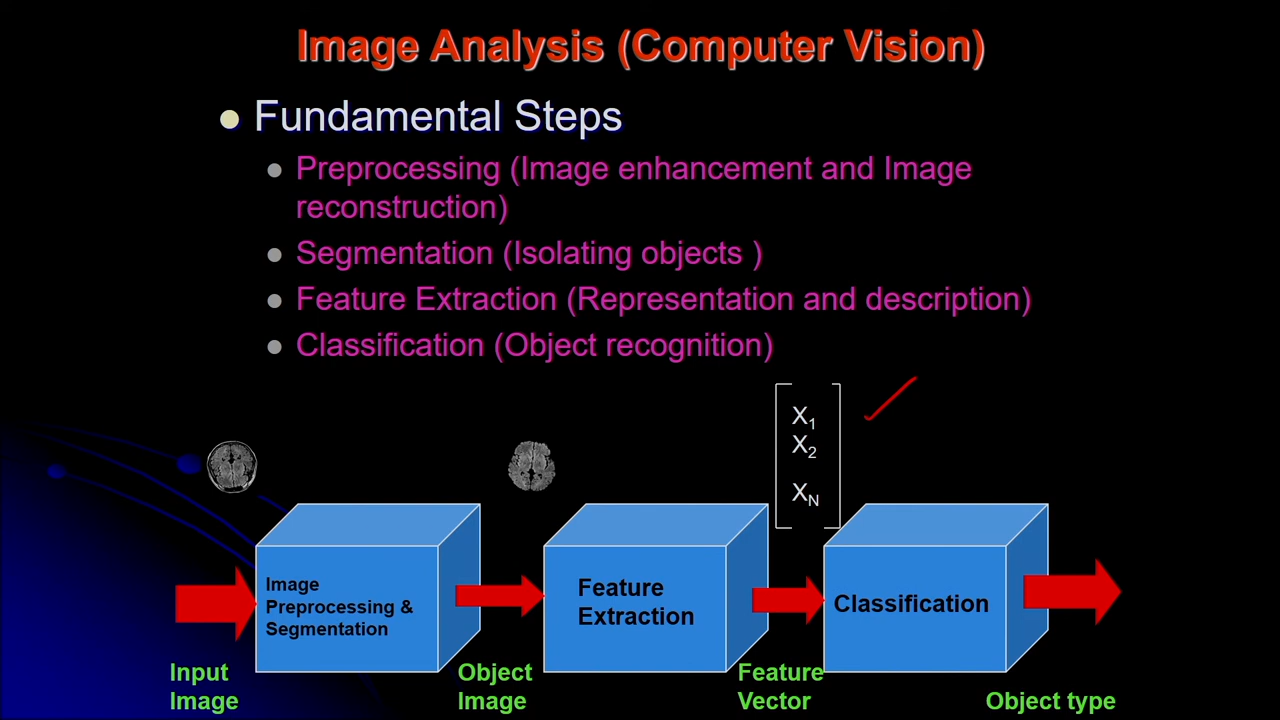 Image Analysis (Computer Vision)
Fundamental Steps
Preprocessing (Image enhancement and Image
reconstruction)
Segmentation (Isolating objects )
Feature Extraction (Representation and description)
Classification (Object recognition)
X1
X2
XN
Image
Preprocessing &
Segmentation
Feature
Extraction
Classification
Input
Image
Object
Image
Feature
Vector
Object type